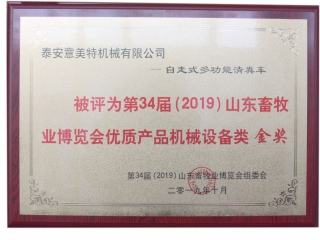 泰安意美特机械有限公司
——自走式多功能清粪车
被评为第34届(2019)山东畜牧
业博览会优质产品机械设备类 金奖
第34届(2019)山东畜牧业博览会组委会
二〇一九年十月